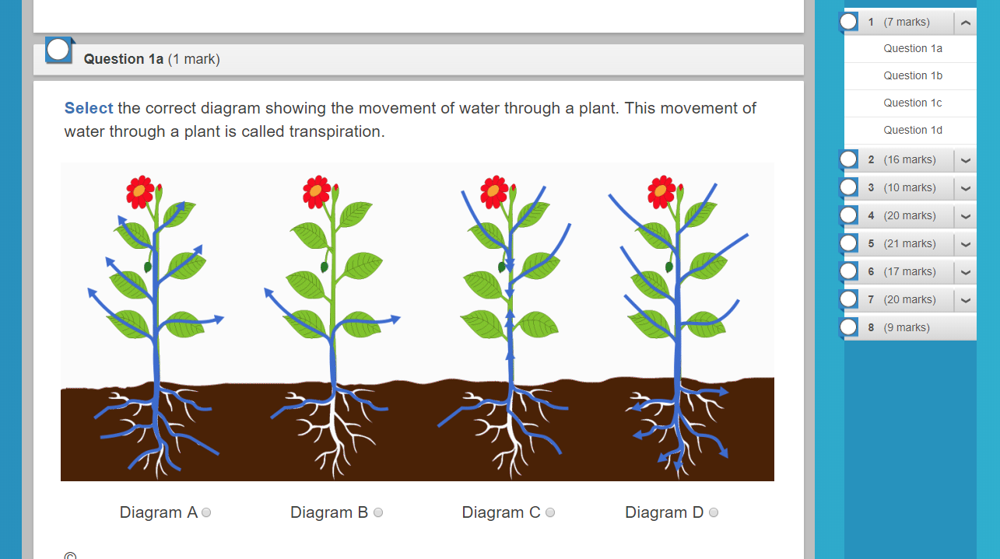 Question 1a (1 mark)
Select the correct diagram showing the movement of water through a plant. This movement of
water through a plant is called transpiration.
Diagram A
Diagram B
Diagram C
Diagram D
©
1 (7 marks)
Question 1a
Question 1b
Question 1c
Question 1d
2 (16 marks)
3 (10 marks)
4 (20 marks)
5 (21 marks)
6 (17 marks)
7 (20 marks)
8 (9 marks)